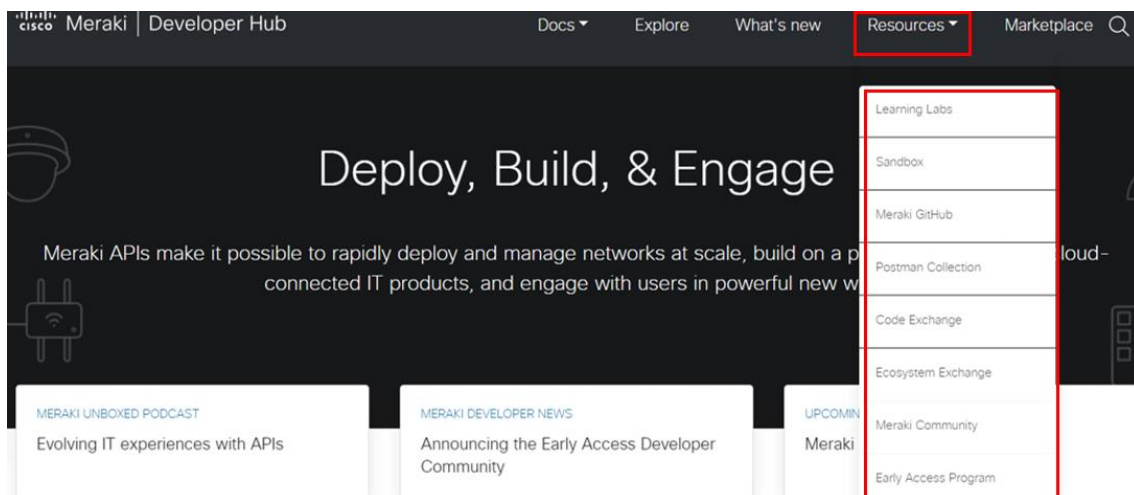 cisco Meraki | Developer Hub
Docs Explore What's new Resources Marketplace
Learning Labs
Sandbox
Meraki GitHub
Postman Collection
Code Exchange
Ecosystem Exchange
Meraki Community
Early Access Program
Deploy, Build, & Engage
Meraki APIs make it possible to rapidly deploy and manage networks at scale, build on a p loud-
connected IT products, and engage with users in powerful new w
MERAKI UNBOXED PODCAST
Evolving IT experiences with APIs
MERAKI DEVELOPER NEWS
Announcing the Early Access Developer
Community
UPCOMIN
Meraki